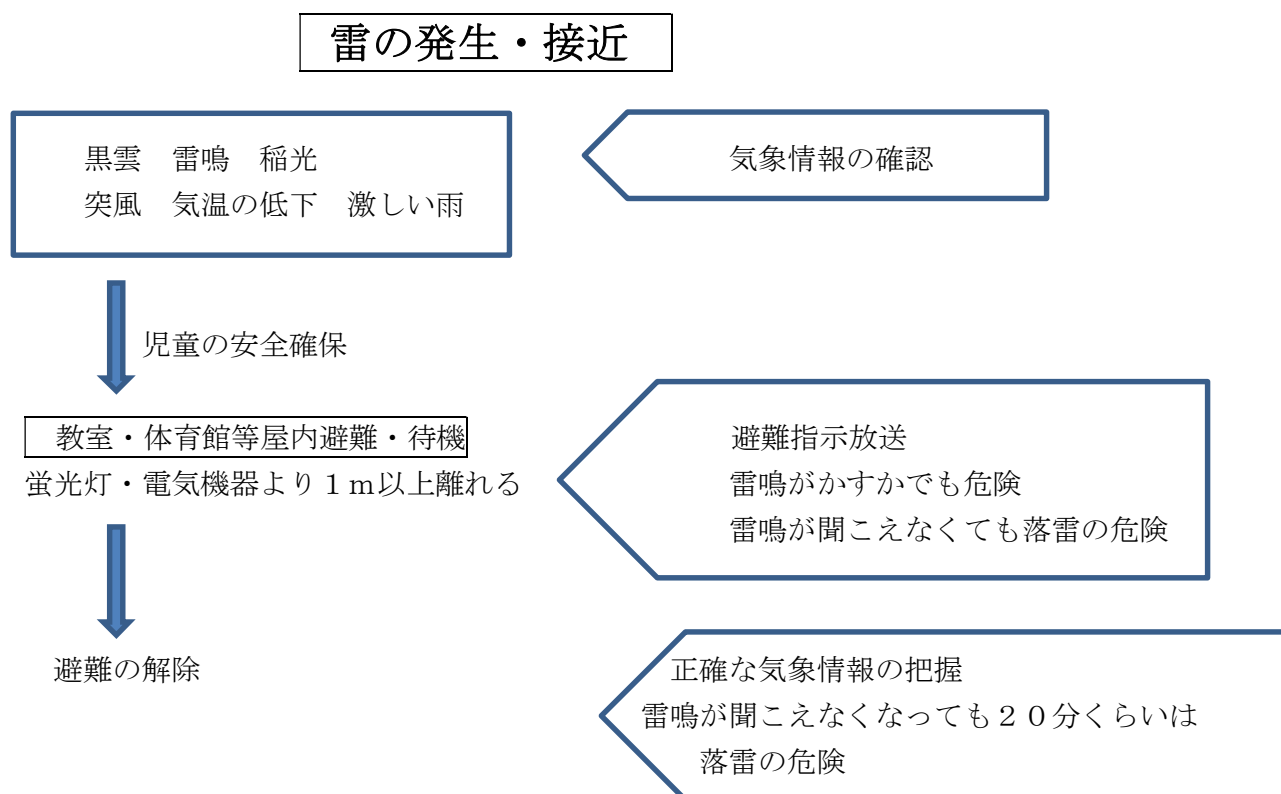 雷の発生・接近
黒雲　雷鳴　稲光
突風　気温の低下　激しい雨
気象情報の確認
児童の安全確保
教室・体育館等屋内避難・待機
蛍光灯・電気機器より１ｍ以上離れる
避難指示放送
雷鳴がかすかでも危険
雷鳴が聞こえなくても落雷の危険
避難の解除
正確な気象情報の把握
雷鳴が聞こえなくなっても２０分くらいは
落雷の危険